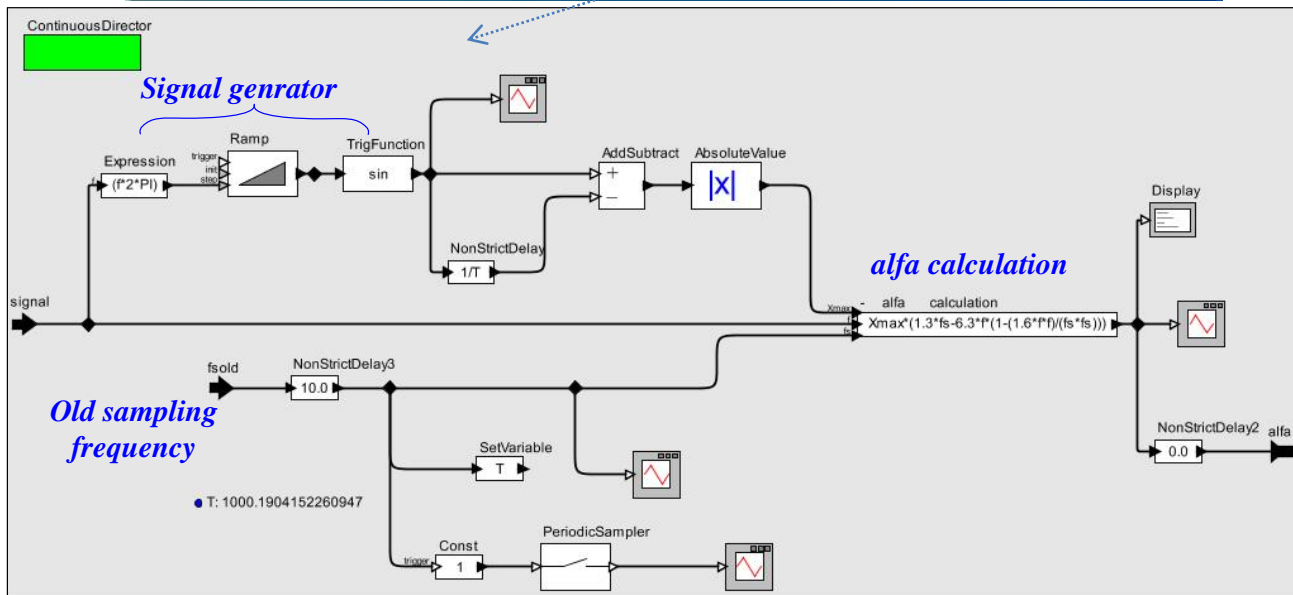 ContinuousDirector
Signal genrator
Ramp
TrigFunction
AddSubtract
AbsoluteValue
Expression
trigger
init
step
f
(f*2*PI)
sin
+
−
|x|
Display
NonStrictDelay
1/T
alfa calculation
signal
- alfa calculation
Xmax
f
fs
Xmax*(1.3*fs-6.3*f*(1-(1.6*f*f)/(fs*fs)))
fsold
NonStrictDelay3
10.0
Old sampling
frequency
SetVariable
T
NonStrictDelay2
alfa
0.0
T: 1000.1904152260947
Const
PeriodicSampler
trigger
1